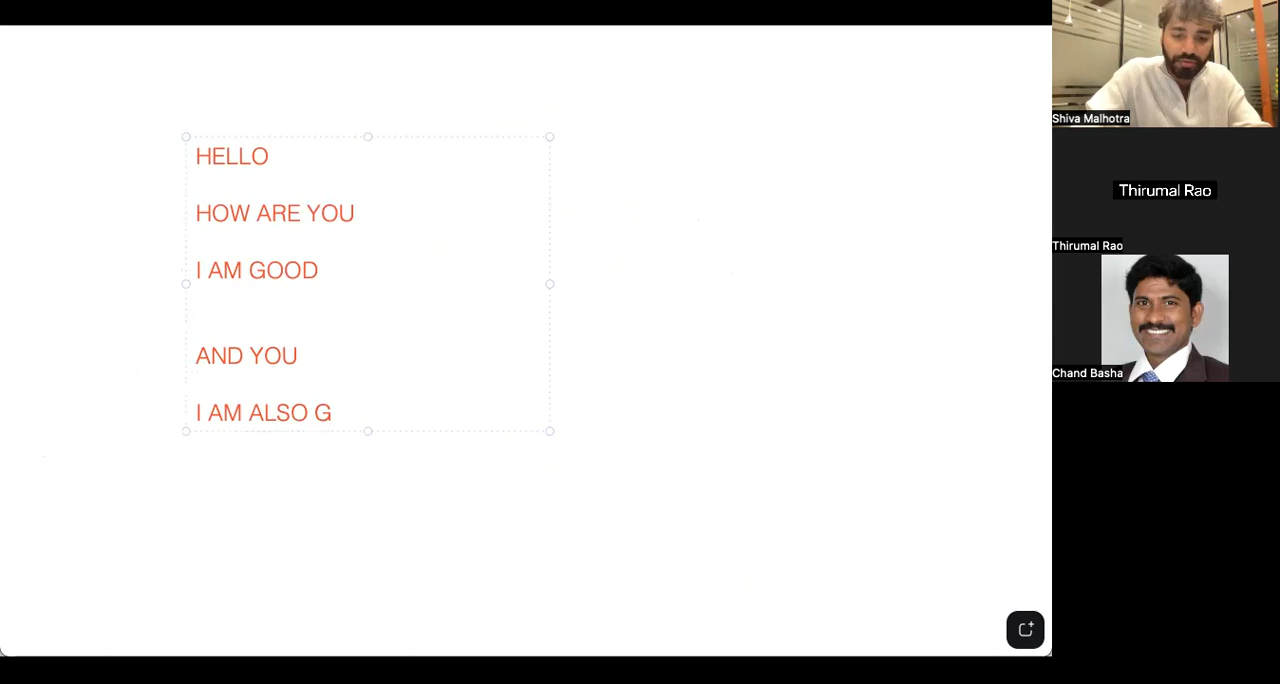 HELLO
HOW ARE YOU
I AM GOOD
AND YOU
I AM ALSO G
Shiva Malhotra
Thirumal Rao
Thirumal Rao
Chand Basha